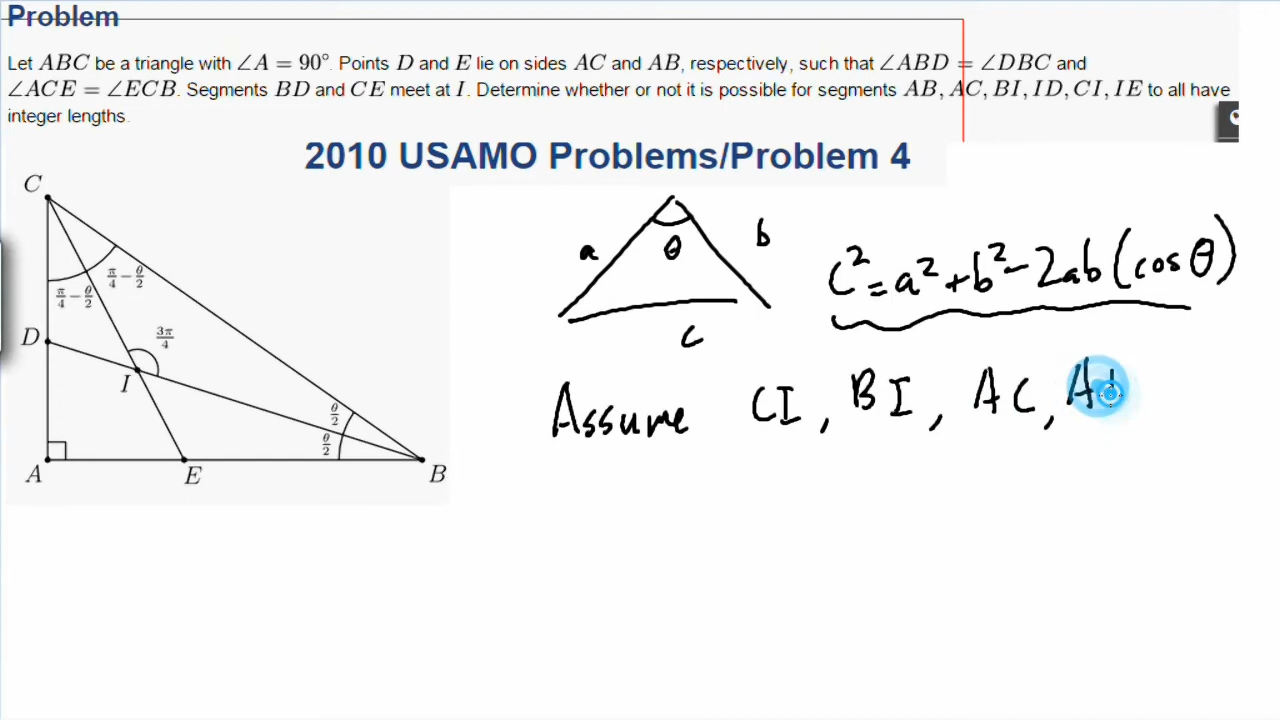 Problem
Let ABC be a triangle with ∠A = 90°. Points D and E lie on sides AC and AB, respectively, such that ∠ABD = ∠DBC and
∠ACE = ∠ECB. Segments BD and CE meet at I. Determine whether or not it is possible for segments AB, AC, BI, ID, CI, IE to all have
integer lengths.
2010 USAMO Problems/Problem 4
C
π/4 − θ/2
π/4 − θ/2
D
3π/4
I
θ/2
θ/2
A
E
B
a
θ
b
c
c² = a² + b² − 2ab (cos θ)
Assume CI, BI, AC,